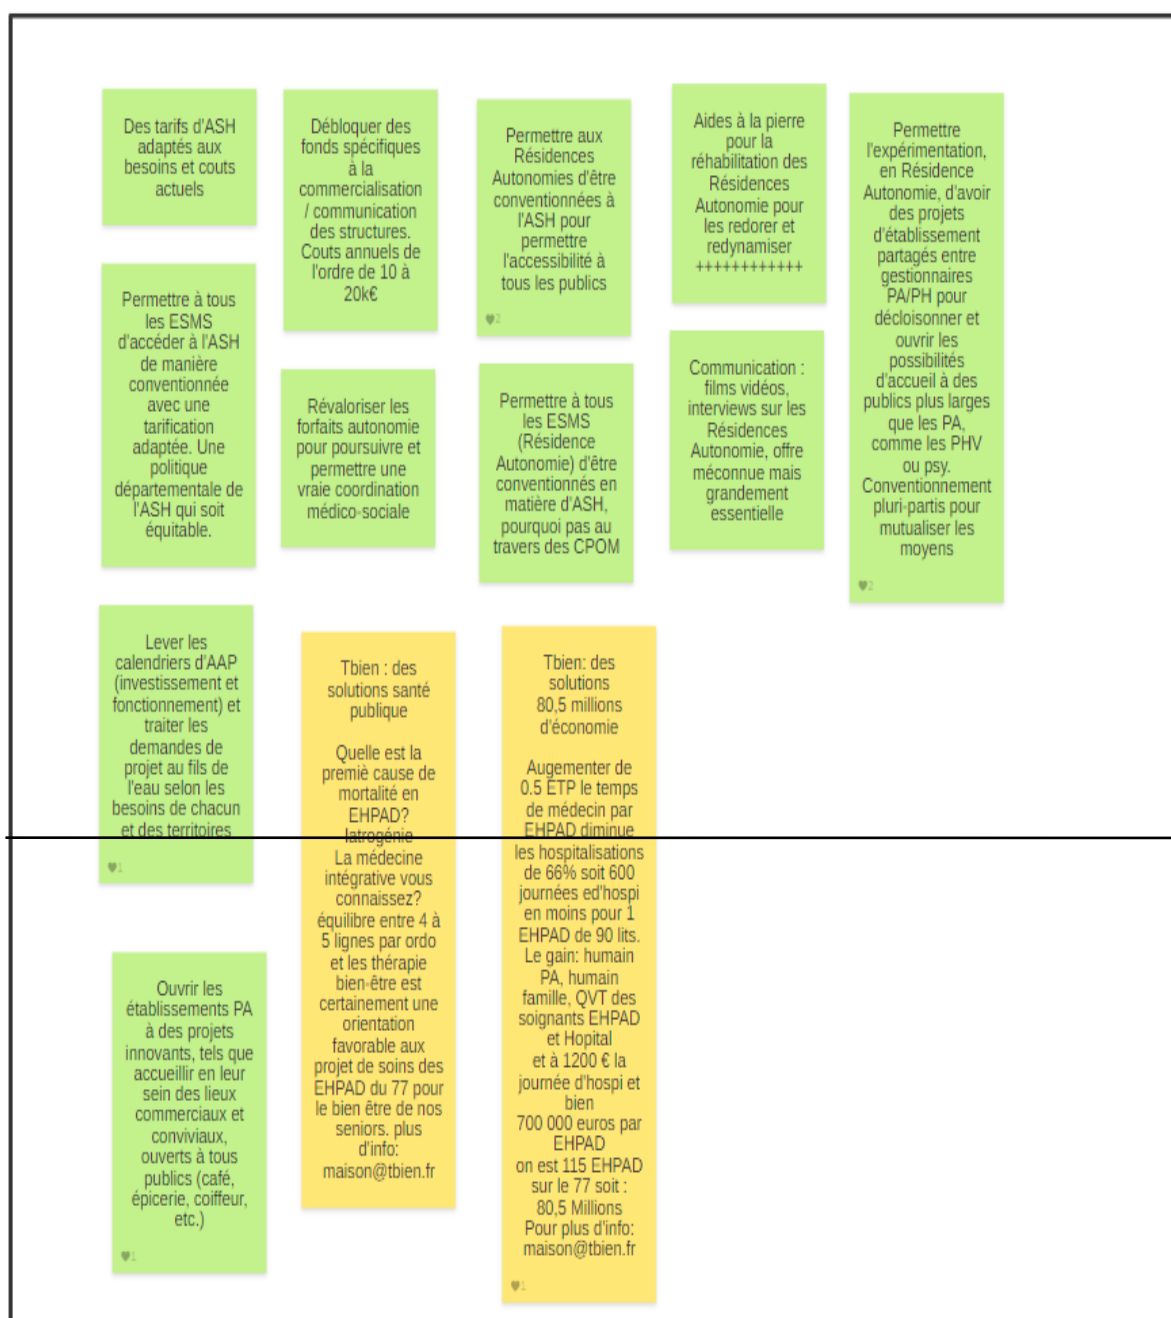 Des tarifs d'ASH
adaptés aux
besoins et couts
actuels
Débloquer des
fonds spécifiques
à la
commercialisation
/ communication
des structures.
Couts annuels de
l'ordre de 10 à
20k€
Permettre aux
Résidences
Autonomies d'être
conventionnées à
l'ASH pour
permettre
l'accessibilité à
tous les publics
2
Aides à la pierre
pour la
réhabilitation des
Résidences
Autonomie pour
les redorer et
redynamiser
++++++++++++
Permettre
l'expérimentation,
en Résidence
Autonomie, d'avoir
des projets
d'établissement
partagés entre
gestionnaires
PA/PH pour
décloisonner et
ouvrir les
possibilités
d'accueil à des
publics plus larges
que les PA,
comme les PHV
ou psy.
Conventionnement
pluri-partis pour
mutualiser les
moyens
2
Permettre à tous
les ESMS
d'accéder à l'ASH
de manière
conventionnée
avec une
tarification
adaptée. Une
politique
départementale de
l'ASH qui soit
équitable.
Révaloriser les
forfaits autonomie
pour poursuivre et
permettre une
vraie coordination
médico-sociale
Permettre à tous
les ESMS
(Résidence
Autonomie) d'être
conventionnés en
matière d'ASH,
pourquoi pas au
travers des CPOM
Communication :
films vidéos,
interviews sur les
Résidences
Autonomie, offre
méconnue mais
grandement
essentielle
Lever les
calendriers d'AAP
(investissement et
fonctionnement) et
traiter les
demandes de
projet au fils de
l'eau selon les
besoins de chacun
et des territoires
1
Tbien : des
solutions santé
publique
Quelle est la
premiè cause de
mortalité en
EHPAD?
Iatrogénie
La médecine
intégrative vous
connaissez?
équilibre entre 4 à
5 lignes par ordo
et les thérapie
bien-être est
certainement une
orientation
favorable aux
projet de soins des
EHPAD du 77 pour
le bien être de nos
seniors. plus
d'info:
maison@tbien.fr
Tbien: des
solutions
80,5 millions
d'économie
Augementer de
0.5 ETP le temps
de médecin par
EHPAD diminue
les hospitalisations
de 66% soit 600
journées ed'hospi
en moins pour 1
EHPAD de 90 lits.
Le gain: humain
PA, humain
famille, QVT des
soignants EHPAD
et Hopital
et à 1200 € la
journée d'hospi et
bien
700 000 euros par
EHPAD
on est 115 EHPAD
sur le 77 soit :
80,5 Millions
Pour plus d'info:
maison@tbien.fr
1
Ouvrir les
établissements PA
à des projets
innovants, tels que
accueillir en leur
sein des lieux
commerciaux et
conviviaux,
ouverts à tous
publics (café,
épicerie, coiffeur,
etc.)
1